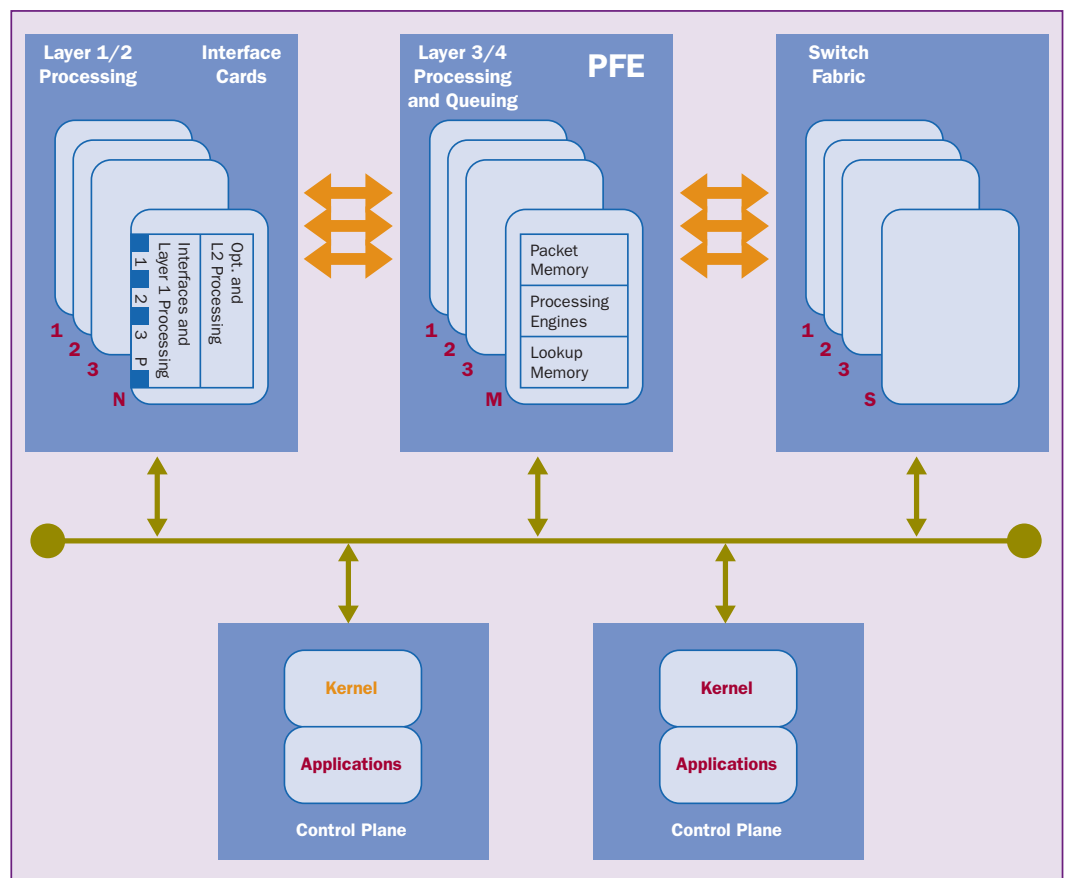 Layer 1/2
Processing
Interface
Cards
Opt. and
L2 Processing
Interfaces and
Layer 1 Processing
1 2 3 P
1
2
3
N
Layer 3/4
Processing
and Queuing
PFE
Packet
Memory
Processing
Engines
Lookup
Memory
1
2
3
M
Switch
Fabric
1
2
3
S
Kernel
Applications
Control Plane
Kernel
Applications
Control Plane